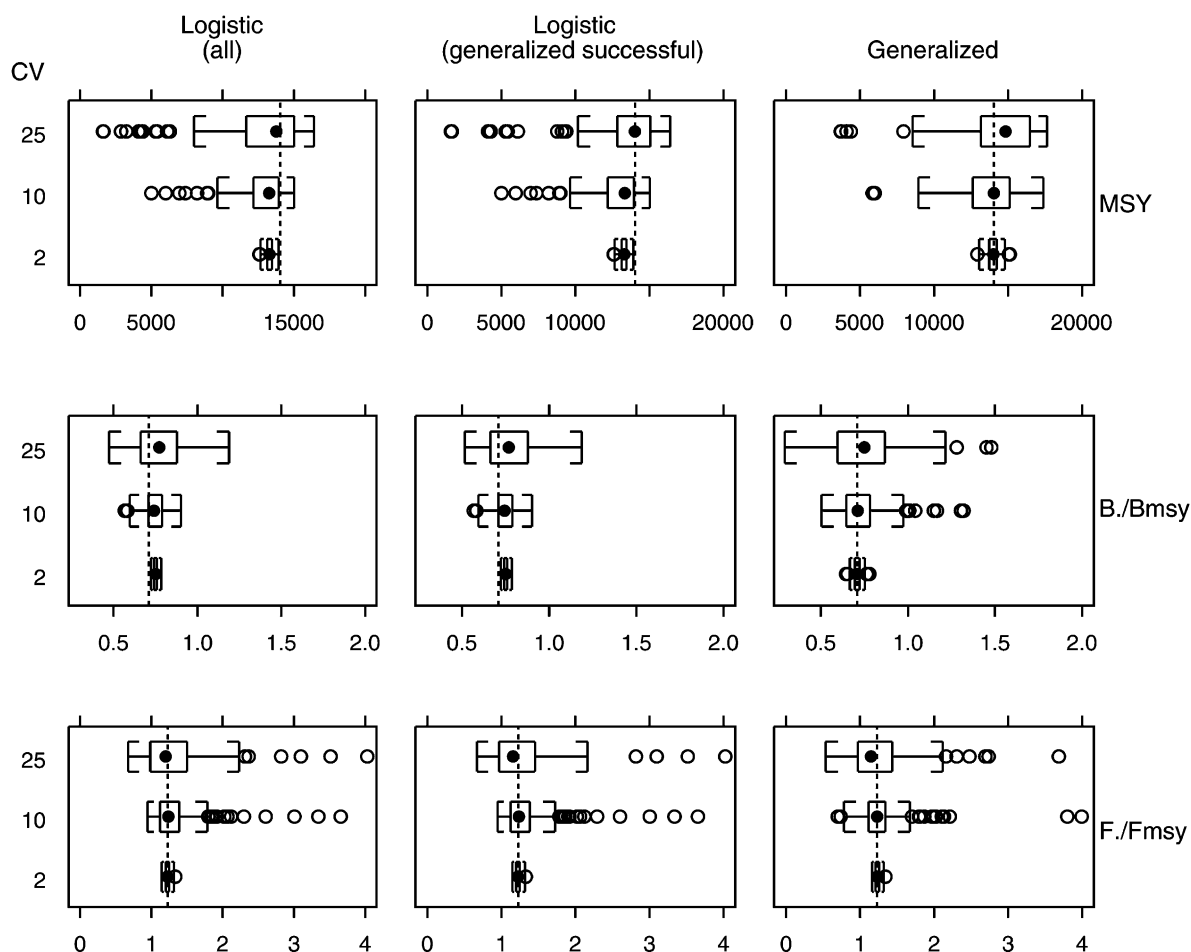 Logistic
(all)
Logistic
(generalized successful)
Generalized
CV
25
10
2
MSY
0 5000 15000
0 5000 10000 20000
0 5000 10000 20000
25
10
2
B./Bmsy
0.5 1.0 1.5 2.0
0.5 1.0 1.5 2.0
0.5 1.0 1.5 2.0
25
10
2
F./Fmsy
0 1 2 3 4
0 1 2 3 4
0 1 2 3 4